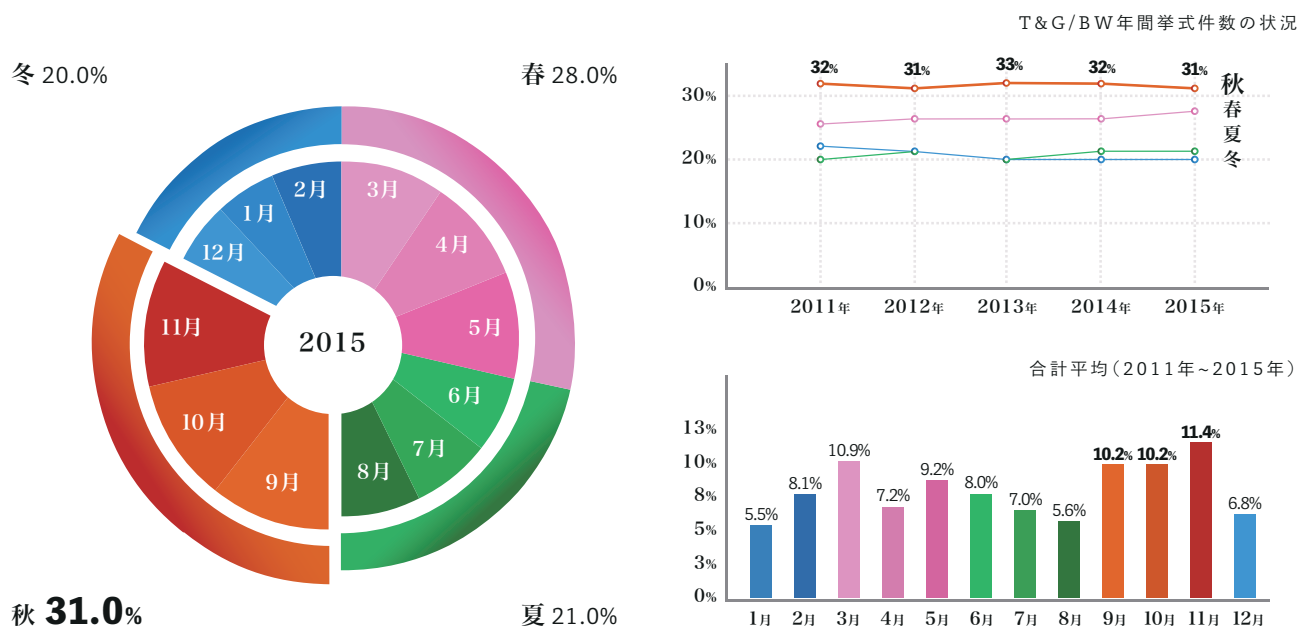 冬 20.0%
春 28.0%
3月
4月
5月
6月
7月
8月
9月
10月
11月
12月
1月
2月
2015
秋 31.0%
夏 21.0%
T&G/BW年間挙式件数の状況
30%
20%
10%
0%
32%
31%
33%
32%
31%
秋
春
夏
冬
2011年 2012年 2013年 2014年 2015年
合計平均(2011年~2015年)
13%
10%
8%
5%
3%
0%
5.5% 8.1% 10.9% 7.2% 9.2% 8.0% 7.0% 5.6% 10.2% 10.2% 11.4% 6.8%
1月 2月 3月 4月 5月 6月 7月 8月 9月 10月 11月 12月